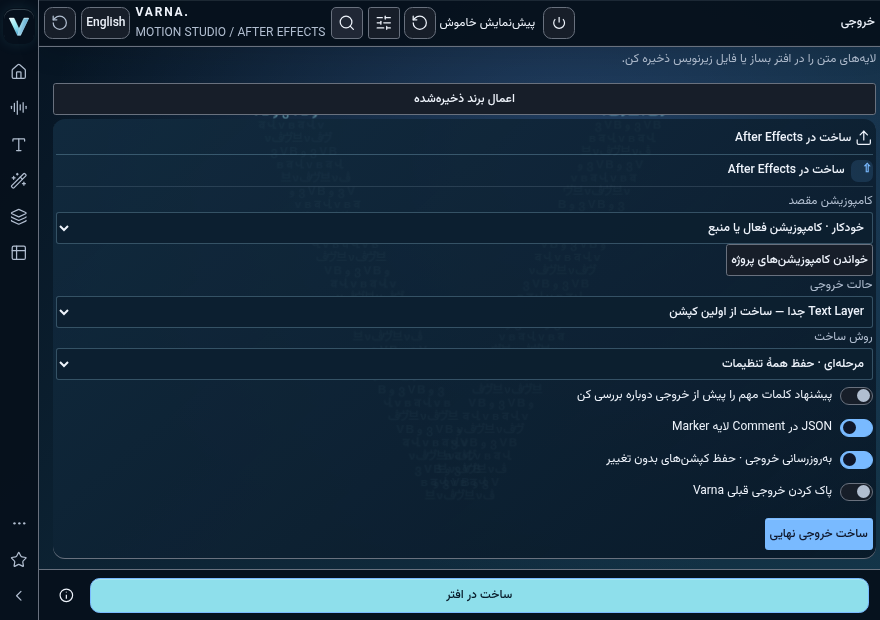 خروجی
پیش‌نمایش خاموش
VARNA.
MOTION STUDIO / AFTER EFFECTS
English
لایه‌های متن را در افتر بساز یا فایل زیرنویس ذخیره کن.
اعمال برند ذخیره‌شده
ساخت در After Effects
ساخت در After Effects
کامپوزیشن مقصد
خودکار · کامپوزیشن فعال یا منبع
خواندن کامپوزیشن‌های پروژه
حالت خروجی
Text Layer جدا — ساخت از اولین کپشن
روش ساخت
مرحله‌ای · حفظ همهٔ تنظیمات
پیشنهاد کلمات مهم را پیش از خروجی دوباره بررسی کن
JSON در Comment لایه Marker
به‌روزرسانی خروجی · حفظ کپشن‌های بدون تغییر
پاک کردن خروجی قبلی Varna
ساخت خروجی نهایی
ساخت در افتر